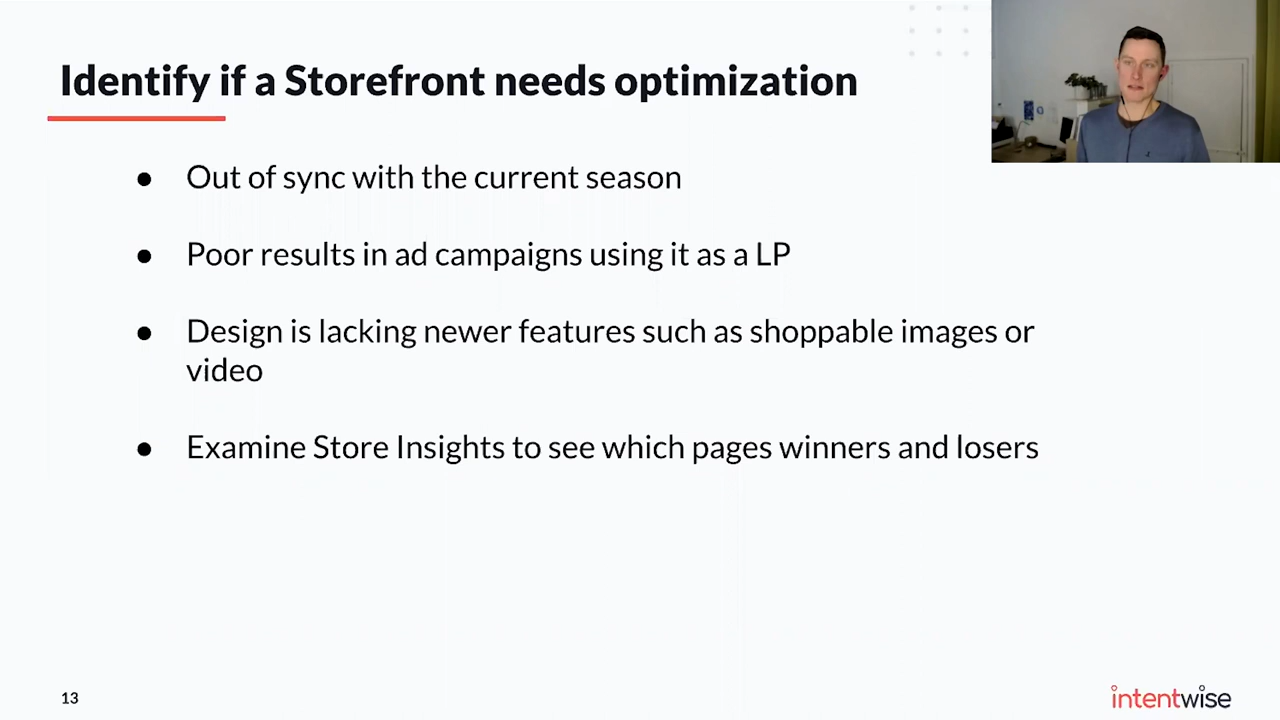 Identify if a Storefront needs optimization
● Out of sync with the current season
● Poor results in ad campaigns using it as a LP
● Design is lacking newer features such as shoppable images or
video
● Examine Store Insights to see which pages winners and losers
13
intentwise